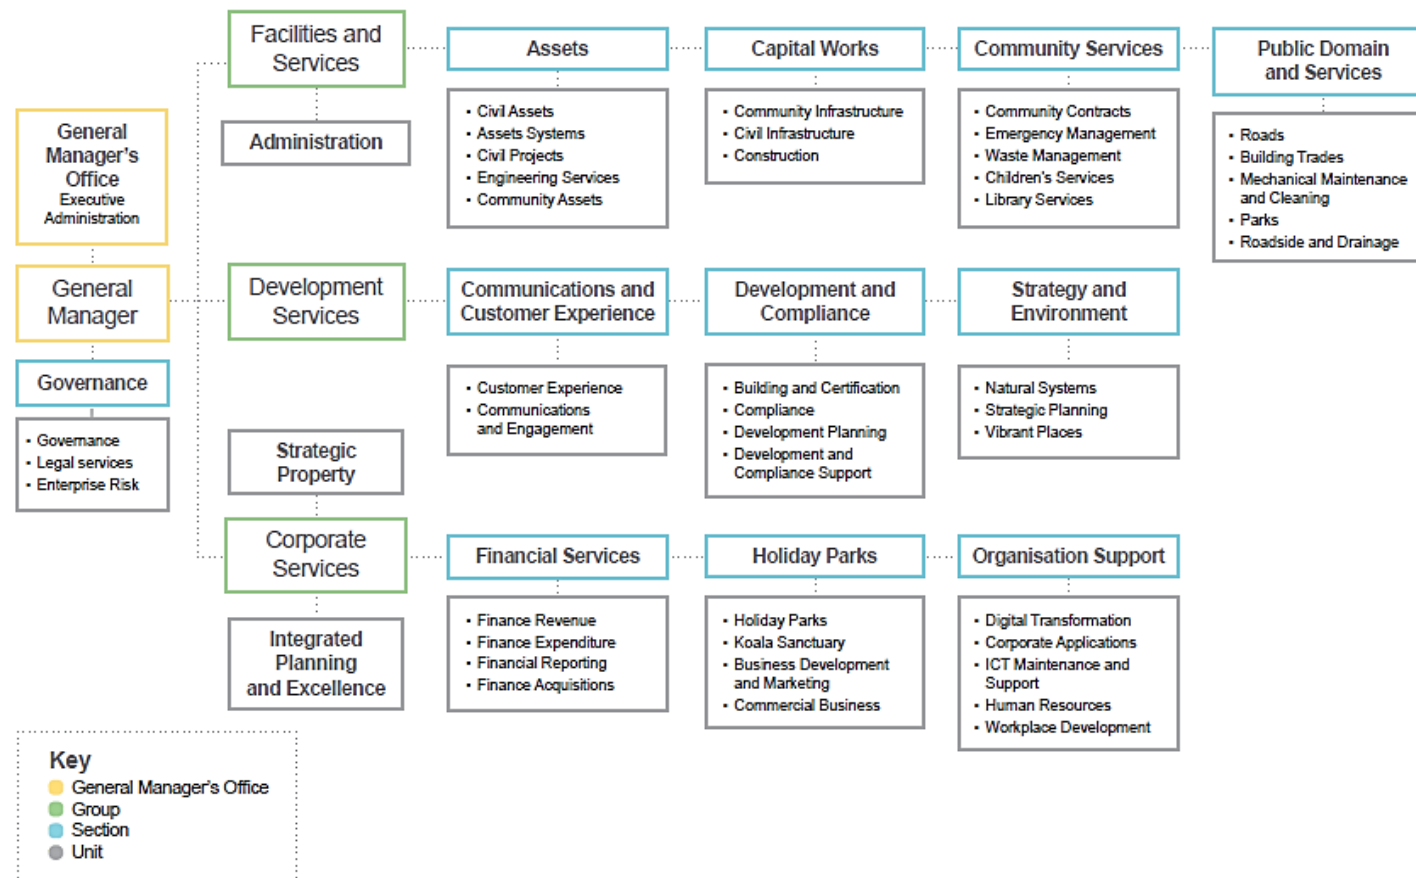 Facilities and
Services
Assets
Capital Works
Community Services
Public Domain
and Services
General
Manager's
Office
Executive
Administration
Administration
▪ Civil Assets
▪ Assets Systems
▪ Civil Projects
▪ Engineering Services
▪ Community Assets
▪ Community Infrastructure
▪ Civil Infrastructure
▪ Construction
▪ Community Contracts
▪ Emergency Management
▪ Waste Management
▪ Children's Services
▪ Library Services
▪ Roads
▪ Building Trades
▪ Mechanical Maintenance
and Cleaning
▪ Parks
▪ Roadside and Drainage
General
Manager
Development
Services
Communications and
Customer Experience
Development and
Compliance
Strategy and
Environment
Governance
▪ Governance
▪ Legal services
▪ Enterprise Risk
▪ Customer Experience
▪ Communications
and Engagement
▪ Building and Certification
▪ Compliance
▪ Development Planning
▪ Development and
Compliance Support
▪ Natural Systems
▪ Strategic Planning
▪ Vibrant Places
Strategic
Property
Corporate
Services
Financial Services
Holiday Parks
Organisation Support
Integrated
Planning
and Excellence
▪ Finance Revenue
▪ Finance Expenditure
▪ Financial Reporting
▪ Finance Acquisitions
▪ Holiday Parks
▪ Koala Sanctuary
▪ Business Development
and Marketing
▪ Commercial Business
▪ Digital Transformation
▪ Corporate Applications
▪ ICT Maintenance and
Support
▪ Human Resources
▪ Workplace Development
Key
General Manager's Office
Group
Section
Unit